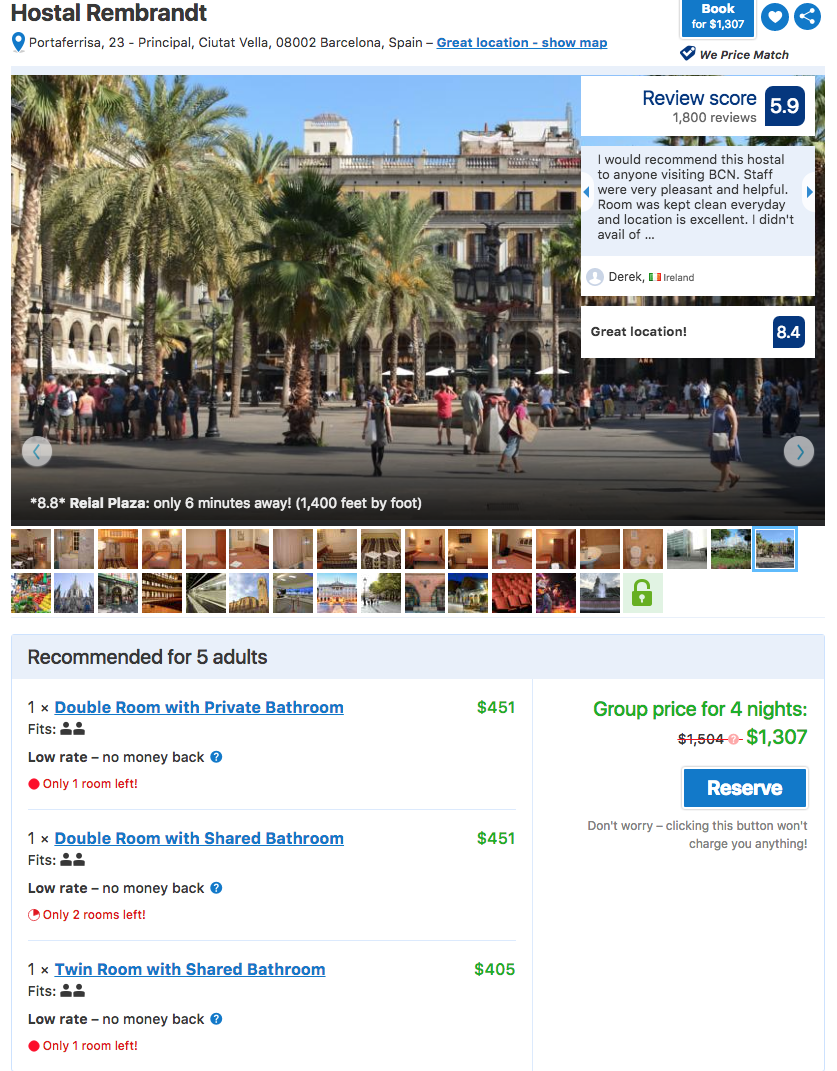 Hostal Rembrandt
Book
for $1,307
Portaferrisa, 23 - Principal, Ciutat Vella, 08002 Barcelona, Spain – Great location - show map
We Price Match
Review score
5.9
1,800 reviews
I would recommend this hostal
to anyone visiting BCN. Staff
were very pleasant and helpful.
Room was kept clean everyday
and location is excellent. I didn't
avail of ...
Derek, Ireland
Great location!
8.4
*8.8* Reial Plaza: only 6 minutes away! (1,400 feet by foot)
Recommended for 5 adults
1 × Double Room with Private Bathroom $451
Fits:
Low rate – no money back ?
Only 1 room left!
1 × Double Room with Shared Bathroom $451
Fits:
Low rate – no money back ?
Only 2 rooms left!
1 × Twin Room with Shared Bathroom $405
Fits:
Low rate – no money back ?
Only 1 room left!
Group price for 4 nights:
$1,504 ? $1,307
Reserve
Don't worry – clicking this button won't
charge you anything!